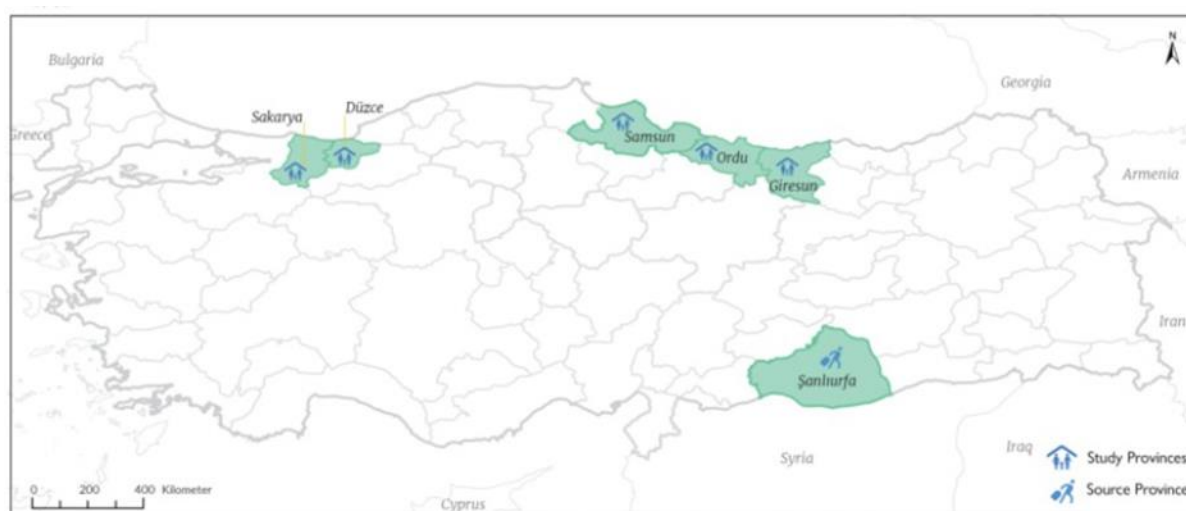 N
Bulgaria
Georgia
Greece
Sakarya
Düzce
Samsun
Ordu
Giresun
Armenia
Iran
Şanlıurfa
Syria
Iraq
Cyprus
Study Provinces
Source Province
0 200 400 Kilometer